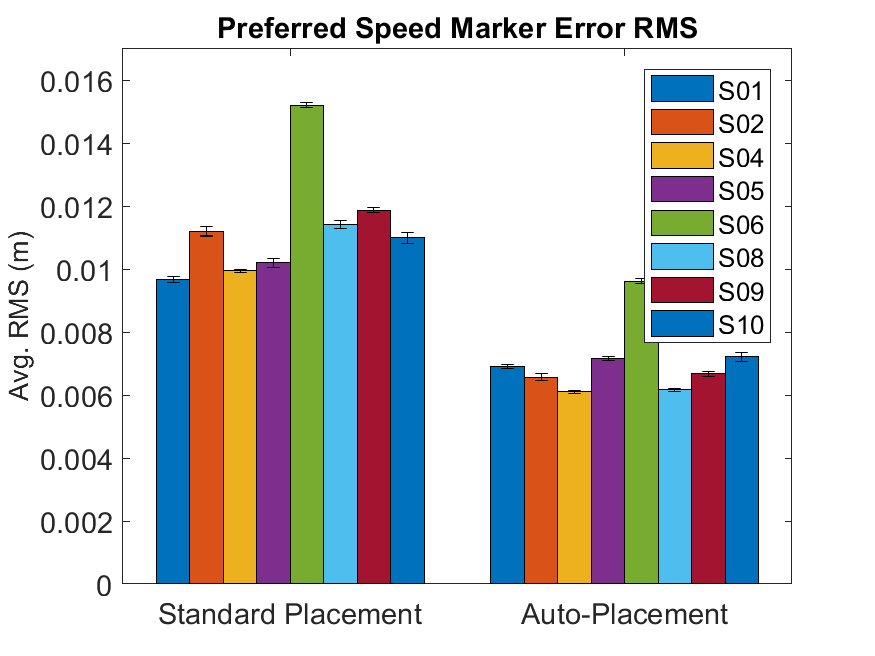 Preferred Speed Marker Error RMS
Avg. RMS (m)
0.016
0.014
0.012
0.01
0.008
0.006
0.004
0.002
0
S01
S02
S04
S05
S06
S08
S09
S10
Standard Placement
Auto-Placement